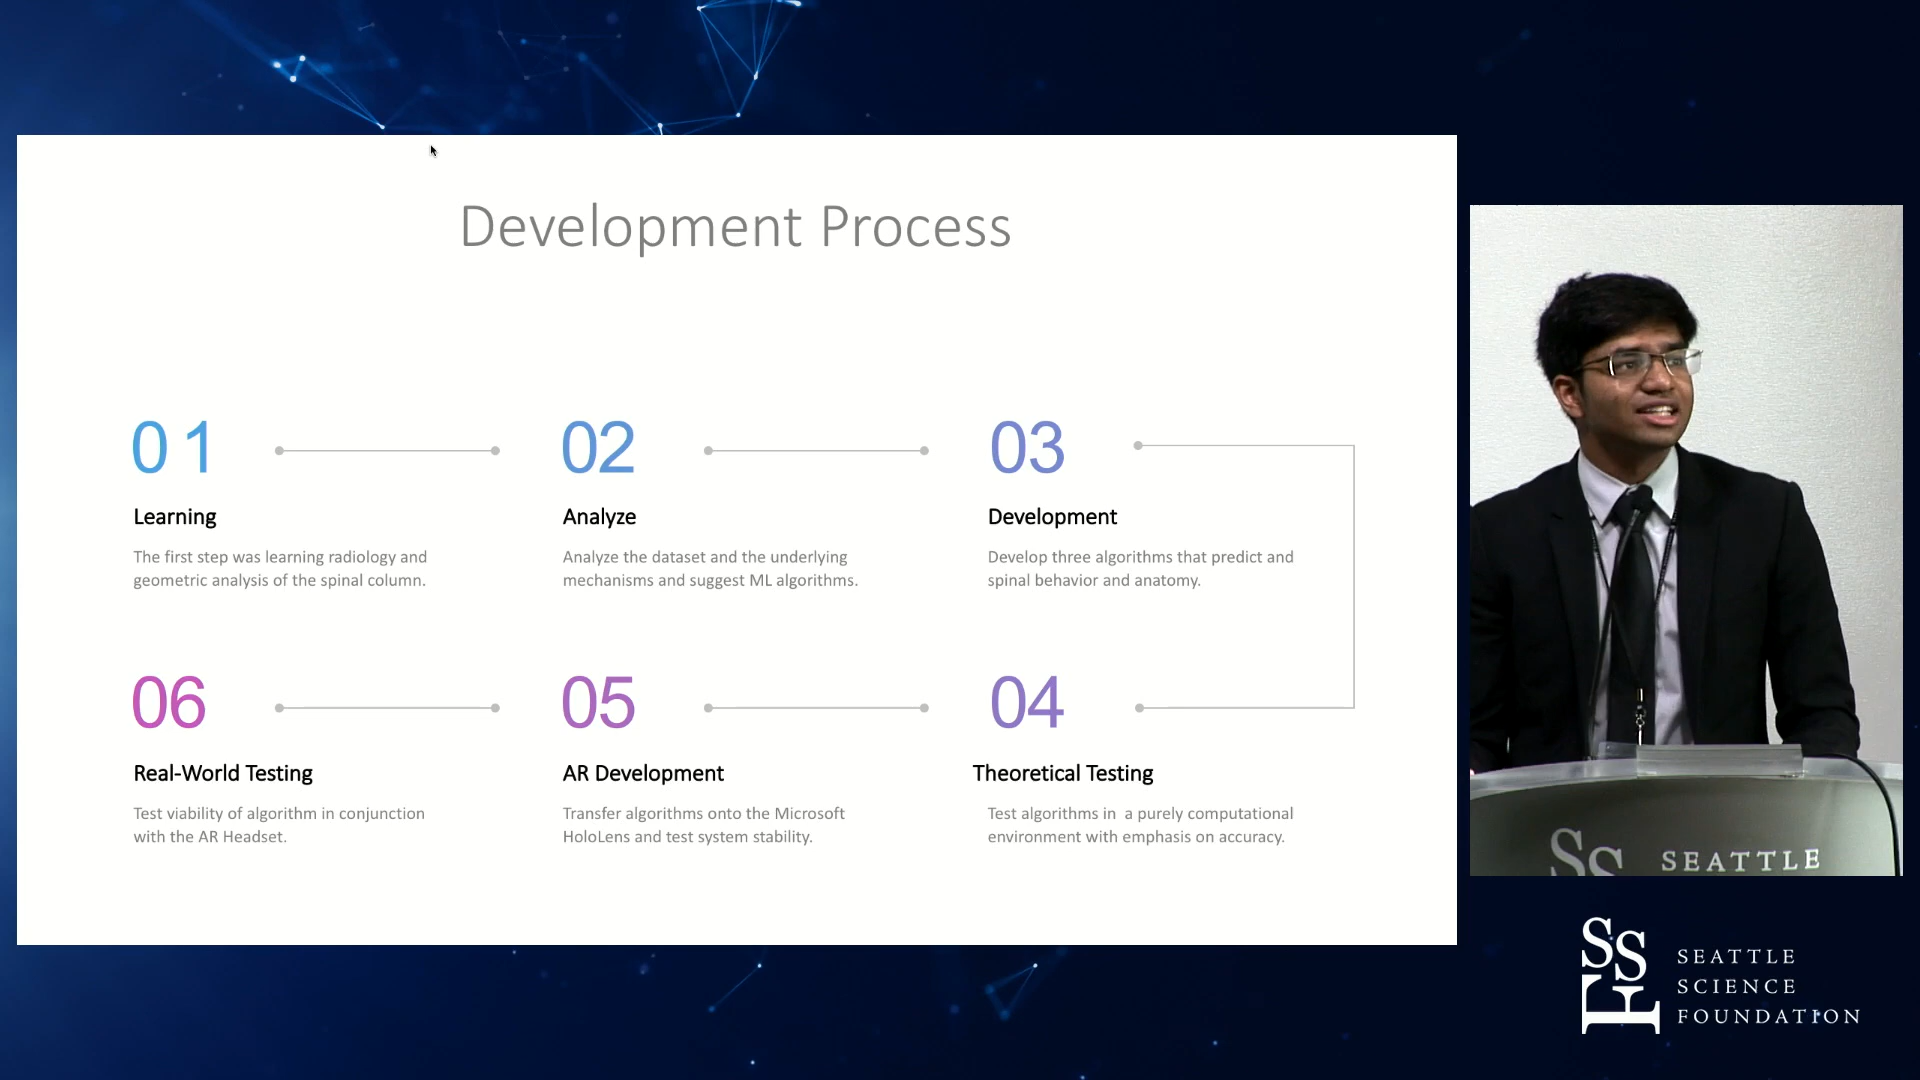 Development Process
01
Learning
The first step was learning radiology and
geometric analysis of the spinal column.
02
Analyze
Analyze the dataset and the underlying
mechanisms and suggest ML algorithms.
03
Development
Develop three algorithms that predict and
spinal behavior and anatomy.
06
Real-World Testing
Test viability of algorithm in conjunction
with the AR Headset.
05
AR Development
Transfer algorithms onto the Microsoft
HoloLens and test system stability.
04
Theoretical Testing
Test algorithms in  a purely computational
environment with emphasis on accuracy.
SS SEATTLE
SSF
SEATTLE
SCIENCE
FOUNDATION